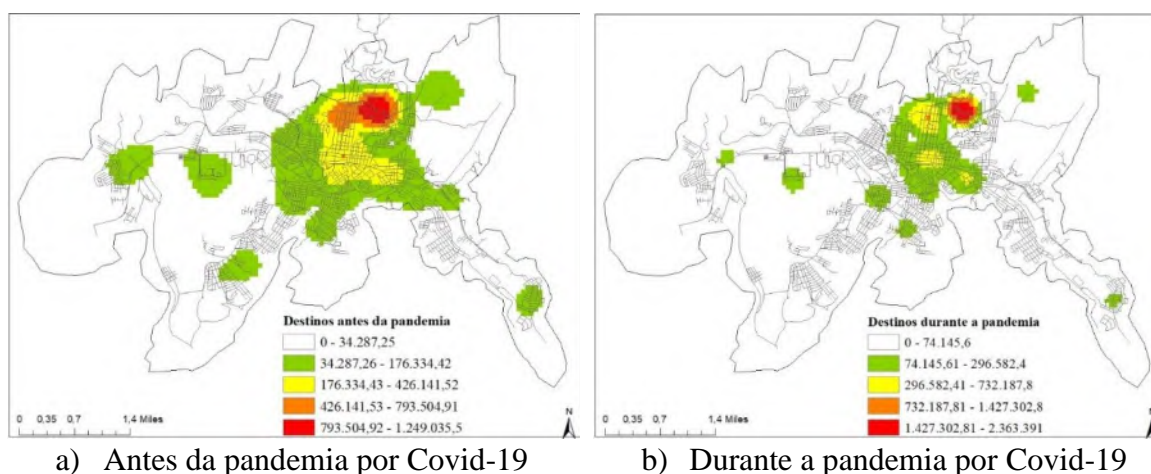 Destinos antes da pandemia
0 - 34.287,25
34.287,26 - 176.334,42
176.334,43 - 426.141,52
426.141,53 - 793.504,91
793.504,92 - 1.249.035,5
0 0,35 0,7 1,4 Miles
N
Destinos durante a pandemia
0 - 74.145,6
74.145,61 - 296.582,4
296.582,41 - 732.187,8
732.187,81 - 1.427.302,8
1.427.302,81 - 2.363.391
0 0,35 0,7 1,4 Miles
N
a) Antes da pandemia por Covid-19
b) Durante a pandemia por Covid-19